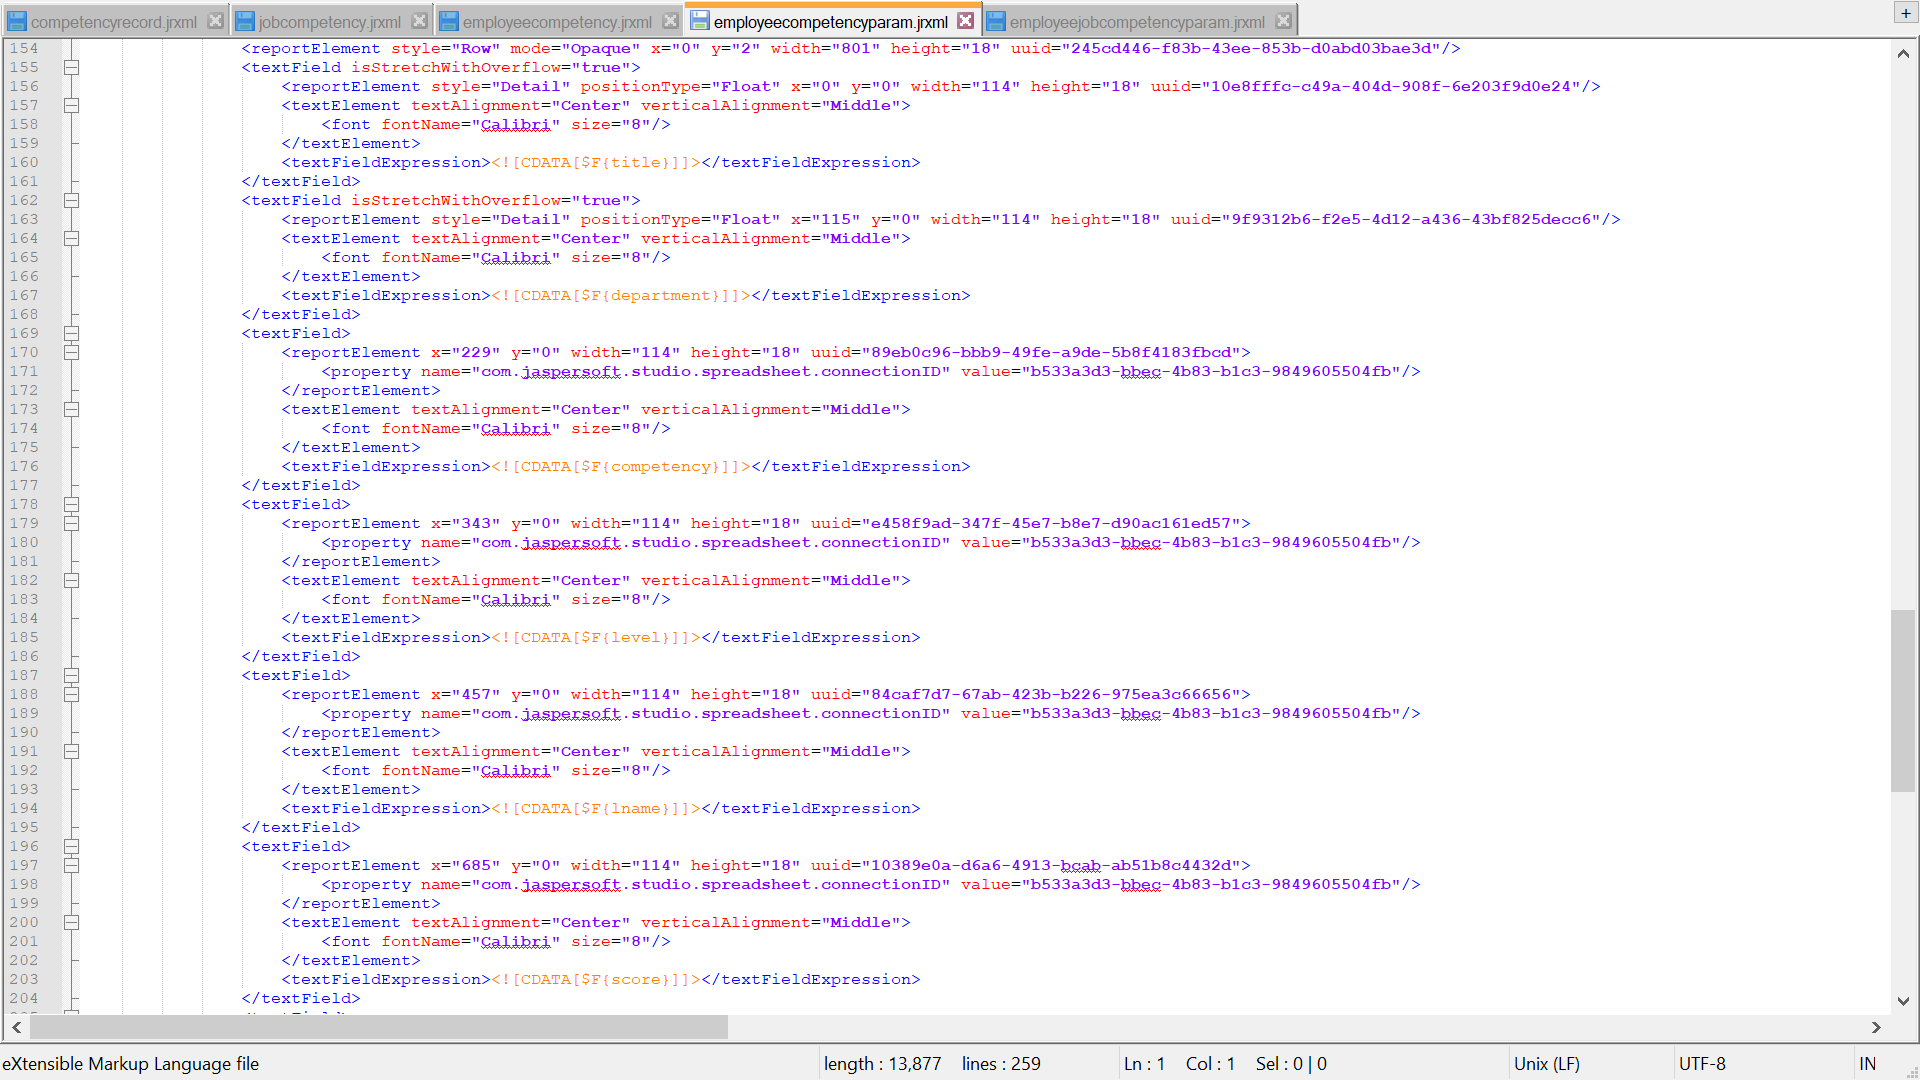 competencyrecord.jrxml jobcompetency.jrxml employeecompetency.jrxml employeecompetencyparam.jrxml employeejobcompetencyparam.jrxml +
154 <reportElement style="Row" mode="Opaque" x="0" y="2" width="801" height="18" uuid="245cd446-f83b-43ee-853b-d0abd03bae3d"/>
155 <textField isStretchWithOverflow="true">
156 <reportElement style="Detail" positionType="Float" x="0" y="0" width="114" height="18" uuid="10e8fffc-c49a-404d-908f-6e203f9d0e24"/>
157 <textElement textAlignment="Center" verticalAlignment="Middle">
158 <font fontName="Calibri" size="8"/>
159 </textElement>
160 <textFieldExpression><![CDATA[$F{title}]]></textFieldExpression>
161 </textField>
162 <textField isStretchWithOverflow="true">
163 <reportElement style="Detail" positionType="Float" x="115" y="0" width="114" height="18" uuid="9f9312b6-f2e5-4d12-a436-43bf825decc6"/>
164 <textElement textAlignment="Center" verticalAlignment="Middle">
165 <font fontName="Calibri" size="8"/>
166 </textElement>
167 <textFieldExpression><![CDATA[$F{department}]]></textFieldExpression>
168 </textField>
169 <textField>
170 <reportElement x="229" y="0" width="114" height="18" uuid="89eb0c96-bbb9-49fe-a9de-5b8f4183fbcd">
171 <property name="com.jaspersoft.studio.spreadsheet.connectionID" value="b533a3d3-bbec-4b83-b1c3-9849605504fb"/>
172 </reportElement>
173 <textElement textAlignment="Center" verticalAlignment="Middle">
174 <font fontName="Calibri" size="8"/>
175 </textElement>
176 <textFieldExpression><![CDATA[$F{competency}]]></textFieldExpression>
177 </textField>
178 <textField>
179 <reportElement x="343" y="0" width="114" height="18" uuid="e458f9ad-347f-45e7-b8e7-d90ac161ed57">
180 <property name="com.jaspersoft.studio.spreadsheet.connectionID" value="b533a3d3-bbec-4b83-b1c3-9849605504fb"/>
181 </reportElement>
182 <textElement textAlignment="Center" verticalAlignment="Middle">
183 <font fontName="Calibri" size="8"/>
184 </textElement>
185 <textFieldExpression><![CDATA[$F{level}]]></textFieldExpression>
186 </textField>
187 <textField>
188 <reportElement x="457" y="0" width="114" height="18" uuid="84caf7d7-67ab-423b-b226-975ea3c66656">
189 <property name="com.jaspersoft.studio.spreadsheet.connectionID" value="b533a3d3-bbec-4b83-b1c3-9849605504fb"/>
190 </reportElement>
191 <textElement textAlignment="Center" verticalAlignment="Middle">
192 <font fontName="Calibri" size="8"/>
193 </textElement>
194 <textFieldExpression><![CDATA[$F{lname}]]></textFieldExpression>
195 </textField>
196 <textField>
197 <reportElement x="685" y="0" width="114" height="18" uuid="10389e0a-d6a6-4913-bcab-ab51b8c4432d">
198 <property name="com.jaspersoft.studio.spreadsheet.connectionID" value="b533a3d3-bbec-4b83-b1c3-9849605504fb"/>
199 </reportElement>
200 <textElement textAlignment="Center" verticalAlignment="Middle">
201 <font fontName="Calibri" size="8"/>
202 </textElement>
203 <textFieldExpression><![CDATA[$F{score}]]></textFieldExpression>
204 </textField>
eXtensible Markup Language file length : 13,877 lines : 259 Ln : 1 Col : 1 Sel : 0 | 0 Unix (LF) UTF-8 IN